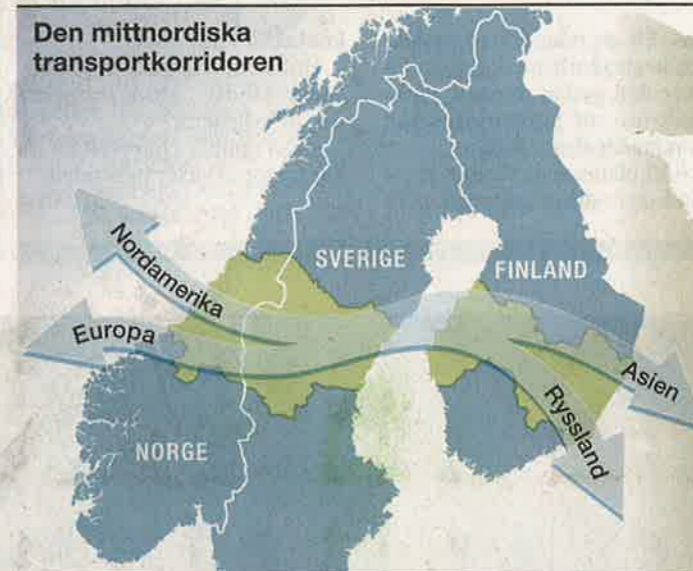 Den mittnordiska
transportkorridoren
Nordamerika
SVERIGE
FINLAND
Europa
Asien
Ryssland
NORGE